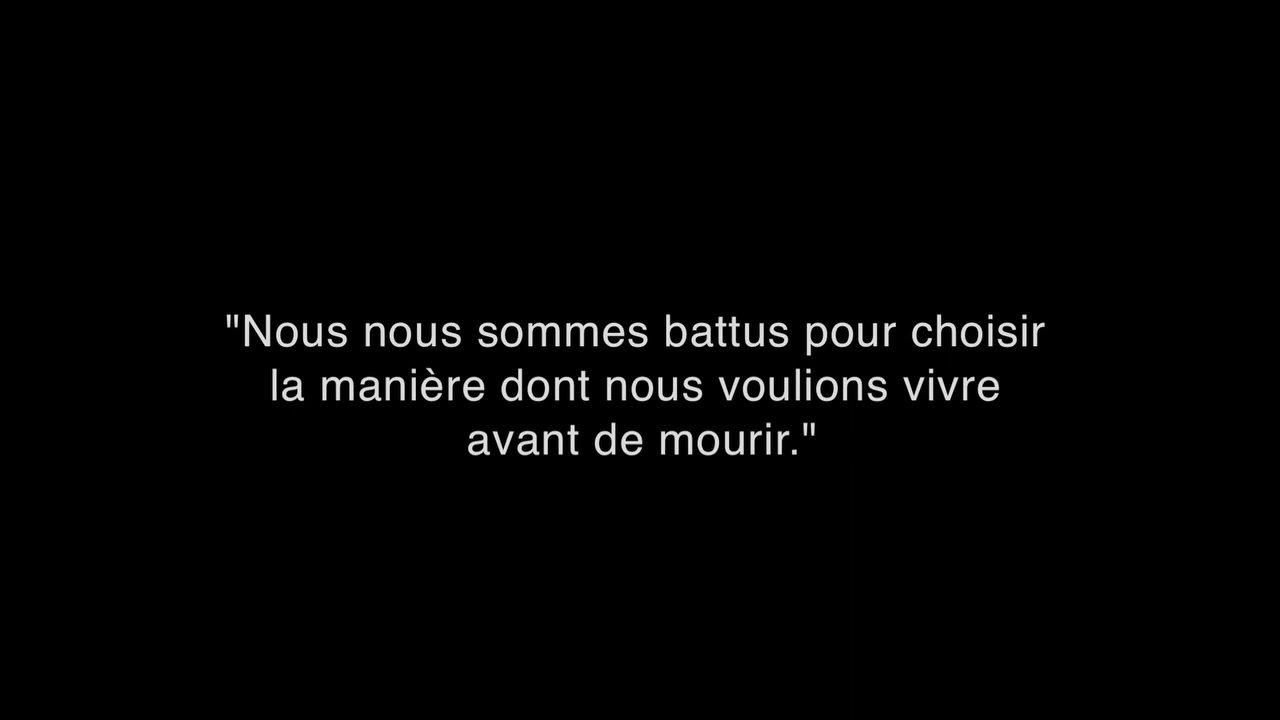 "Nous nous sommes battus pour choisir
la manière dont nous voulions vivre
avant de mourir."